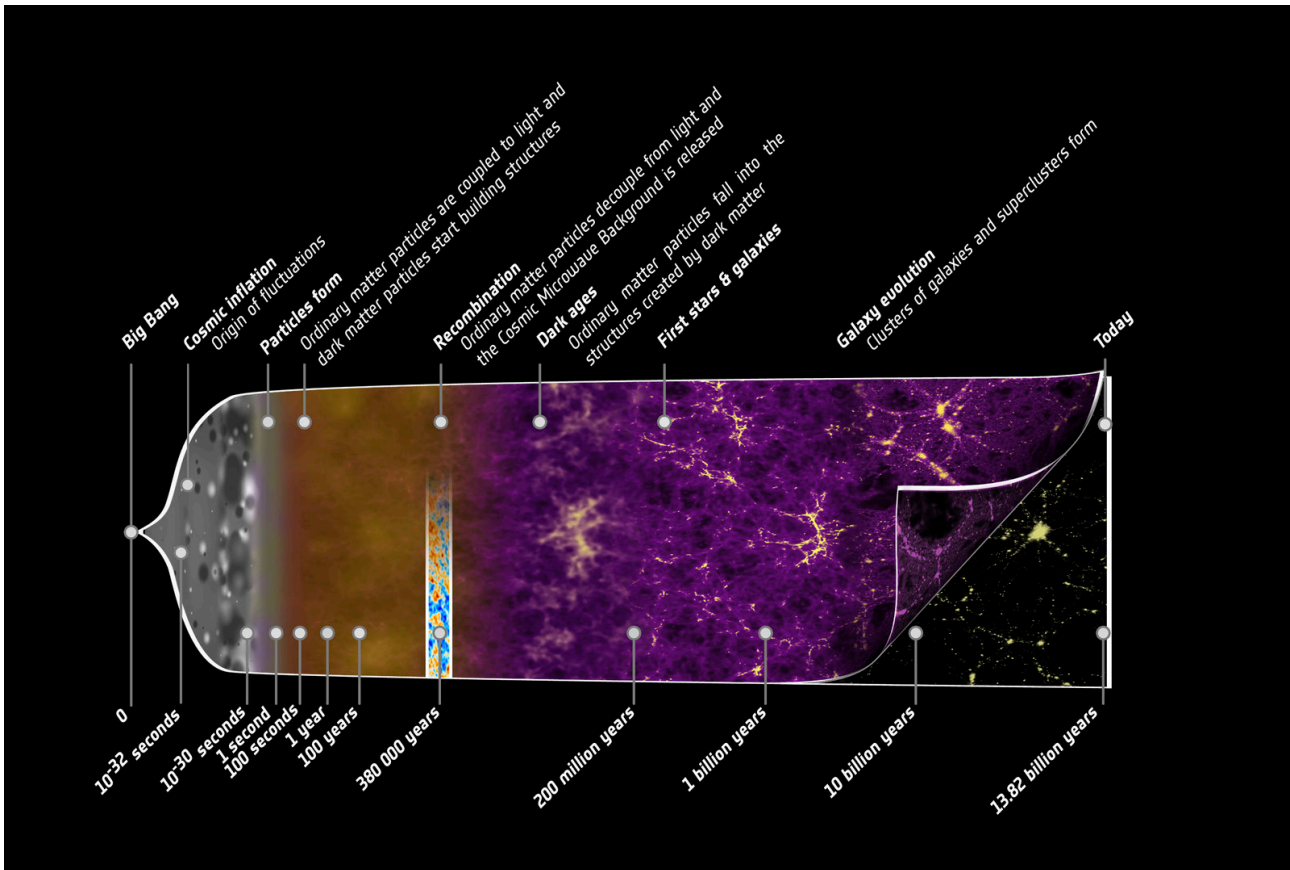 Big Bang
Cosmic inflation
Origin of fluctuations
Particles form
Ordinary matter particles are coupled to light and
dark matter particles start building structures
Recombination
Ordinary matter particles decouple from light and
the Cosmic Microwave Background is released
Dark ages
Ordinary matter particles fall into the
structures created by dark matter
First stars & galaxies
Galaxy evolution
Clusters of galaxies and superclusters form
Today
0
10-32 seconds
10-30 seconds
1 second
100 seconds
1 year
100 years
380 000 years
200 million years
1 billion years
10 billion years
13.82 billion years